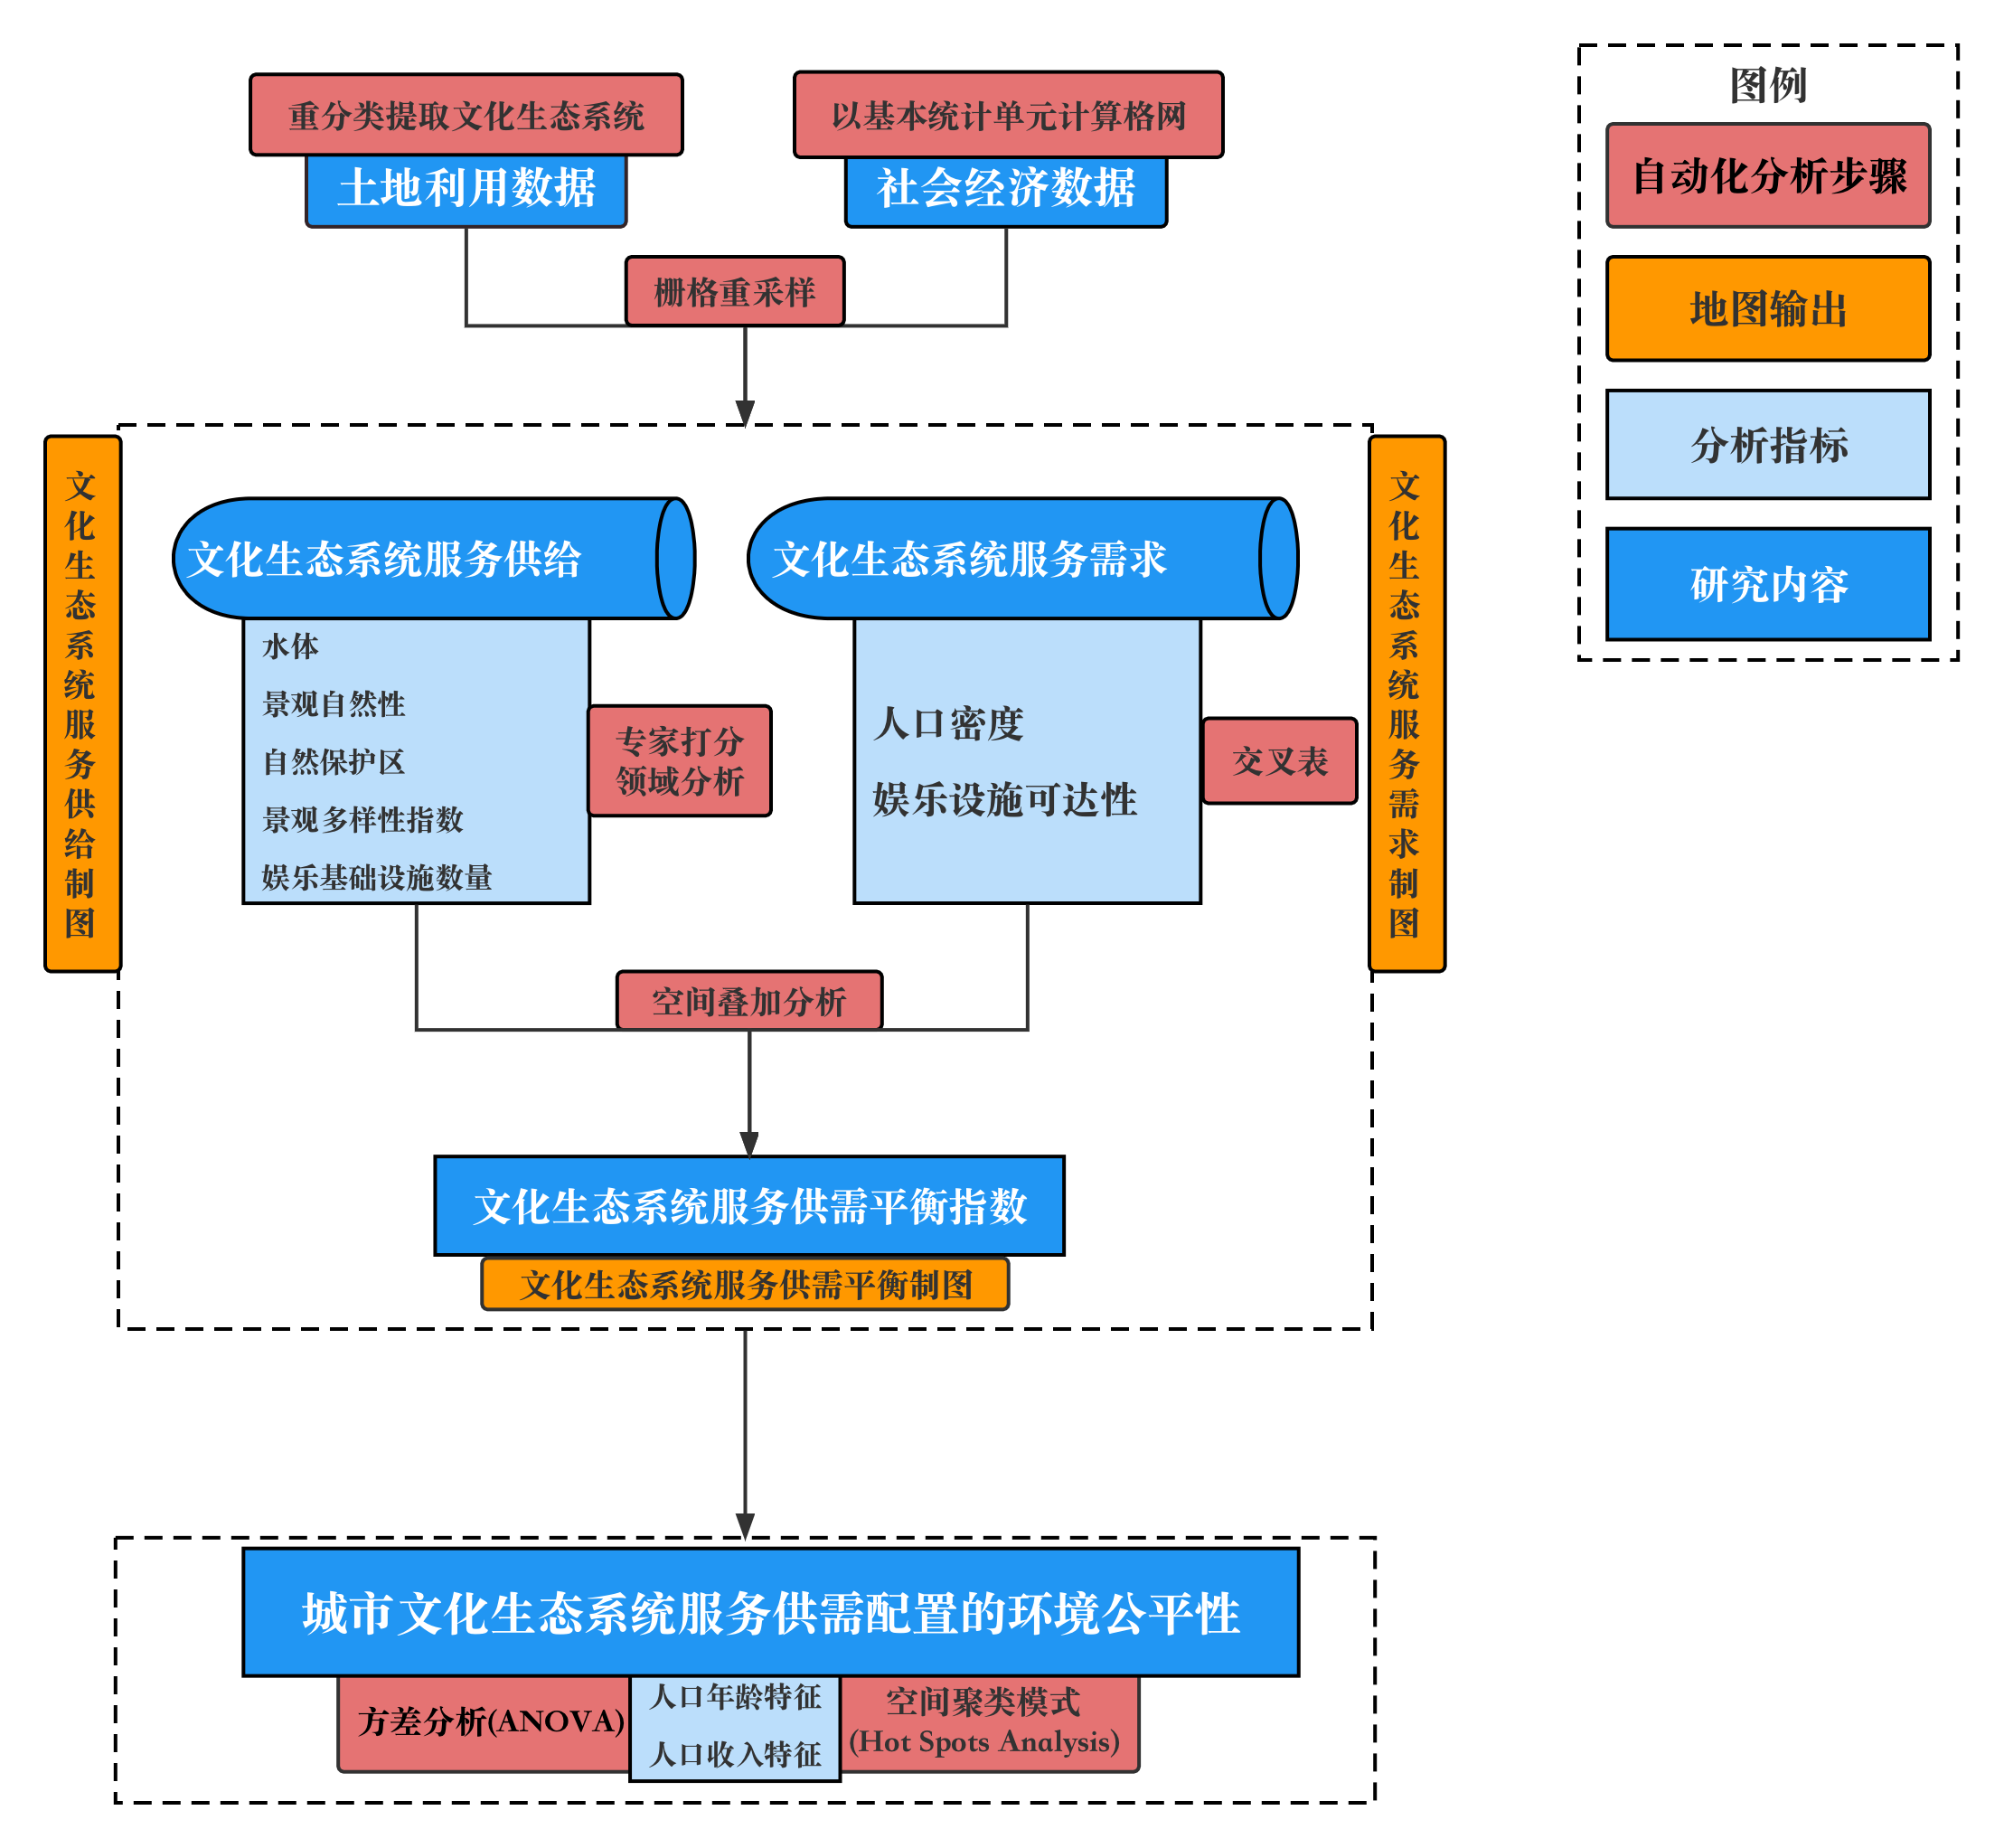 重分类提取文化生态系统
土地利用数据
以基本统计单元计算格网
社会经济数据
栅格重采样
图例
自动化分析步骤
地图输出
分析指标
研究内容
文化生态系统服务供给制图
文化生态系统服务供给
水体
景观自然性
自然保护区
景观多样性指数
娱乐基础设施数量
专家打分
领域分析
文化生态系统服务需求
人口密度
娱乐设施可达性
交叉表
文化生态系统服务需求制图
空间叠加分析
文化生态系统服务供需平衡指数
文化生态系统服务供需平衡制图
城市文化生态系统服务供需配置的环境公平性
方差分析(ANOVA)
人口年龄特征
人口收入特征
空间聚类模式
(Hot Spots Analysis)